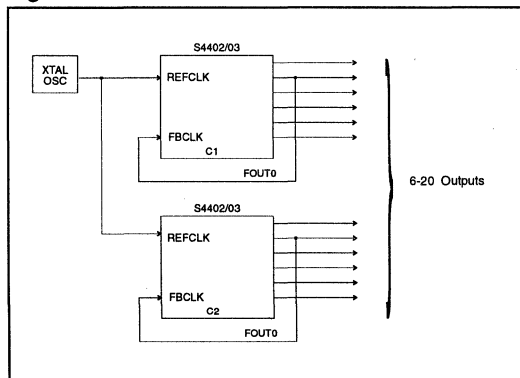 S4402/03
XTAL
OSC
REFCLK
FBCLK
C1
FOUT0
6-20 Outputs
S4402/03
REFCLK
FBCLK
C2
FOUT0